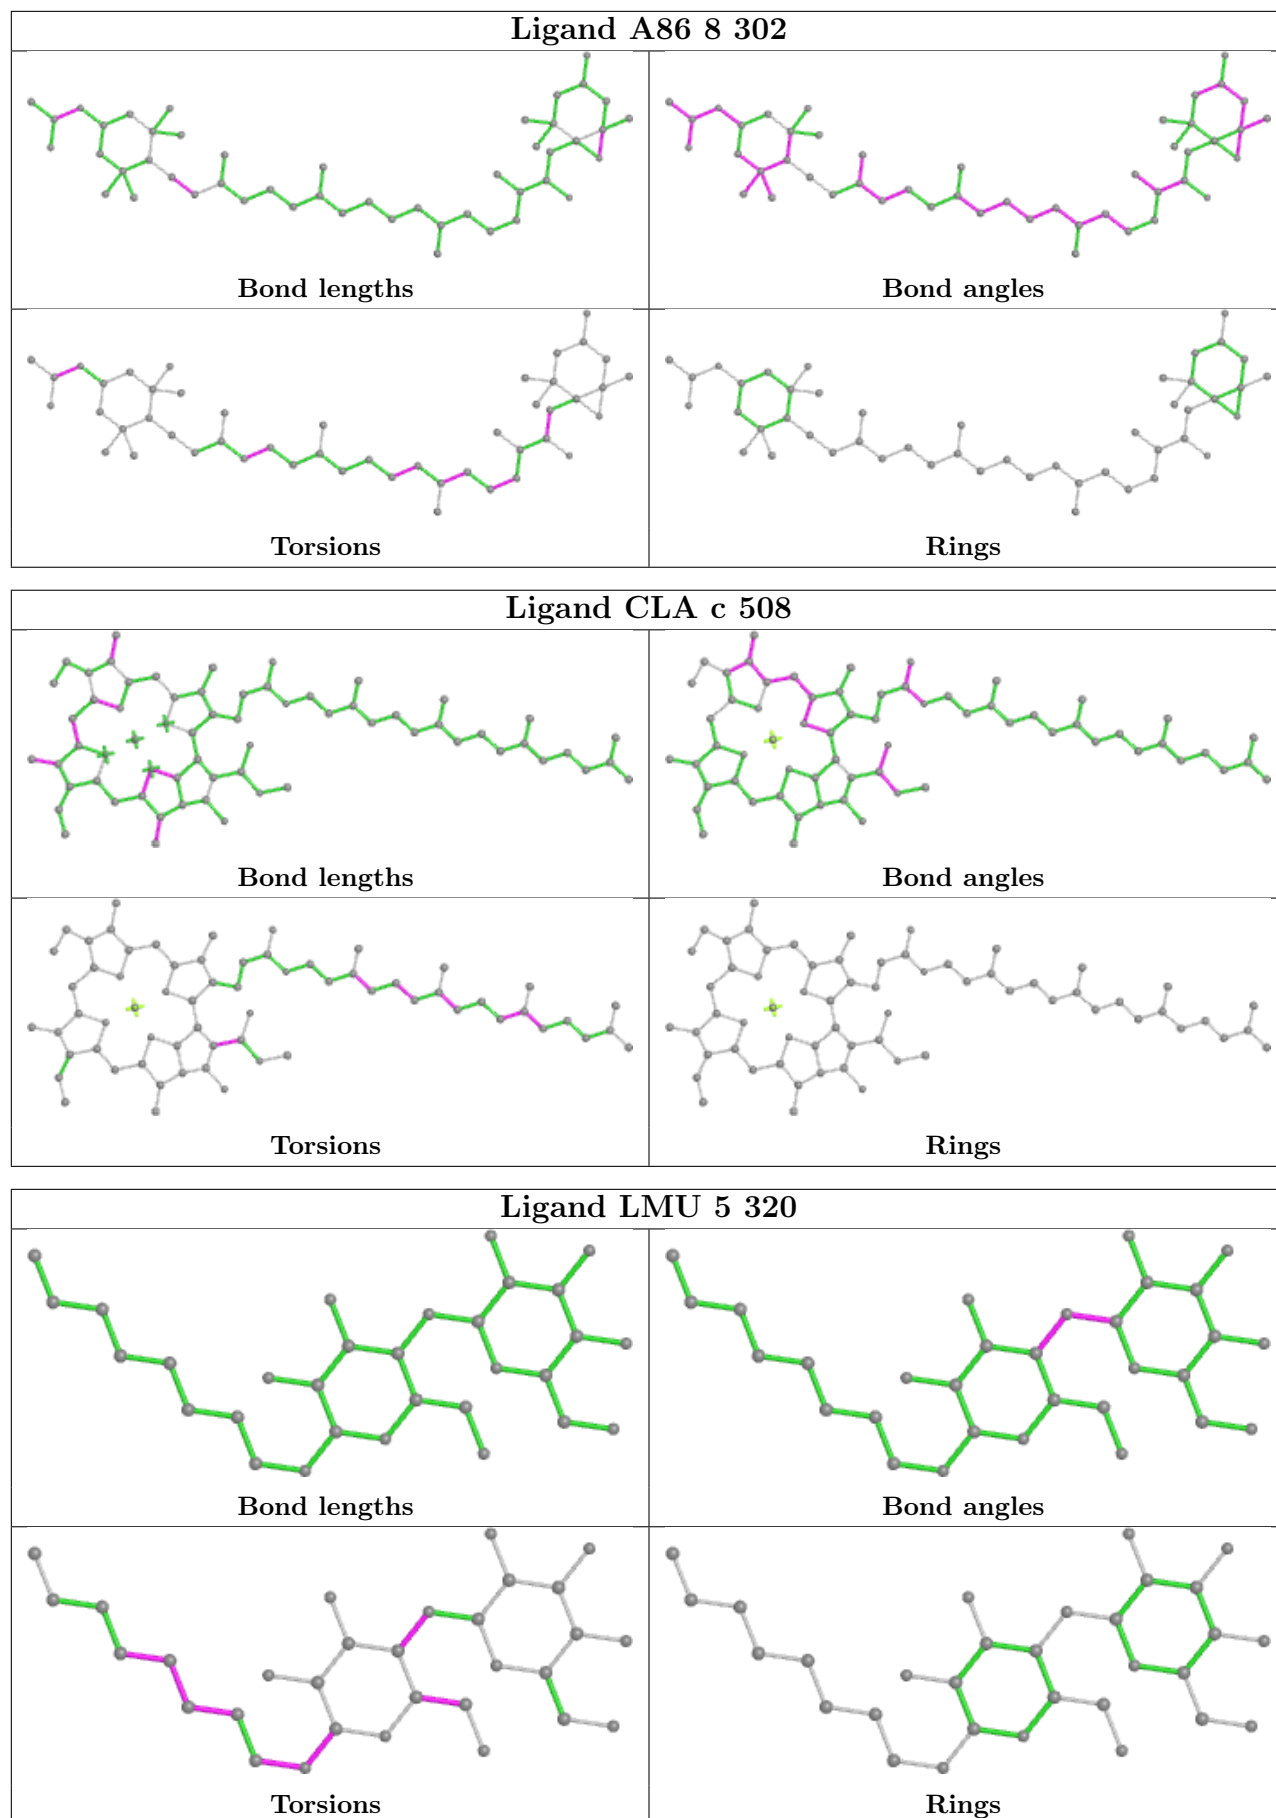 Ligand A86 8 302
Bond lengths
Bond angles
Torsions
Rings
Ligand CLA c 508
Bond lengths
Bond angles
Torsions
Rings
Ligand LMU 5 320
Bond lengths
Bond angles
Torsions
Rings